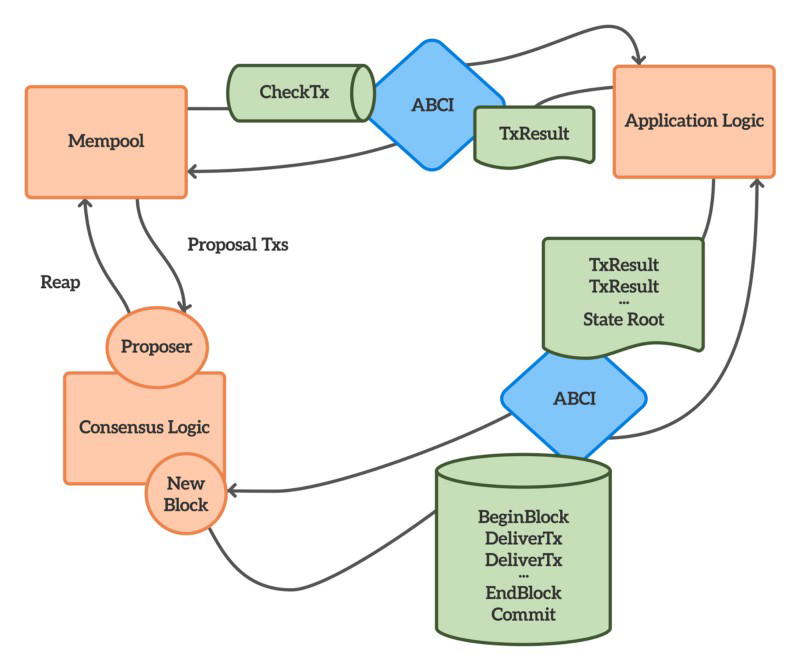 CheckTx
ABCI
TxResult
Application Logic
Mempool
Proposal Txs
Reap
TxResult
TxResult
...
State Root
Proposer
ABCI
Consensus Logic
New
Block
BeginBlock
DeliverTx
DeliverTx
...
EndBlock
Commit